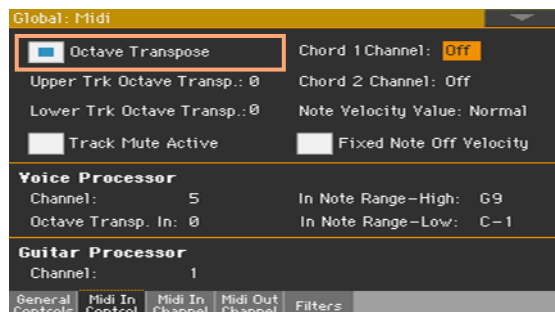 Global: Midi
Octave Transpose
Chord 1 Channel: Off
Upper Trk Octave Transp.: 0
Chord 2 Channel: Off
Lower Trk Octave Transp.: 0
Note Velocity Value: Normal
Track Mute Active
Fixed Note Off Velocity
Voice Processor
Channel: 5
In Note Range-High: G9
Octave Transp. In: 0
In Note Range-Low: C-1
Guitar Processor
Channel: 1
General Controls
Midi In Control
Midi In Channel
Midi Out Channel
Filters